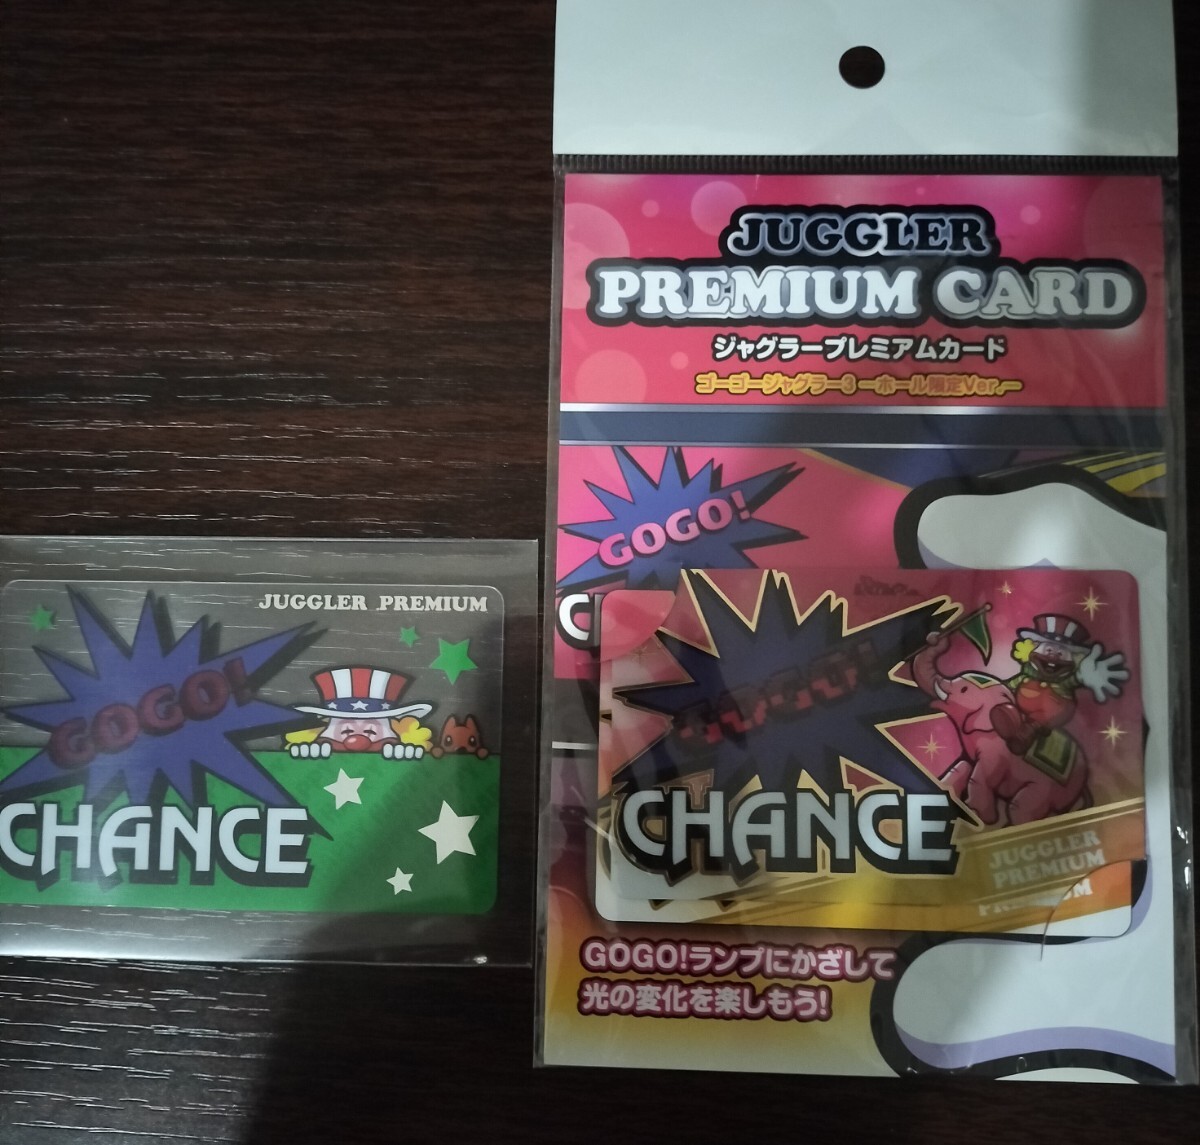 JUGGLER PREMIUM
GOGO!
CHANCE
JUGGLER
PREMIUM CARD
ジャグラープレミアムカード
ゴーゴージャグラー3 ーホール限定Ver.ー
GOGO!
GOGO!
CHANCE
JUGGLER
PREMIUM
GOGO!ランプにかざして
光の変化を楽しもう!